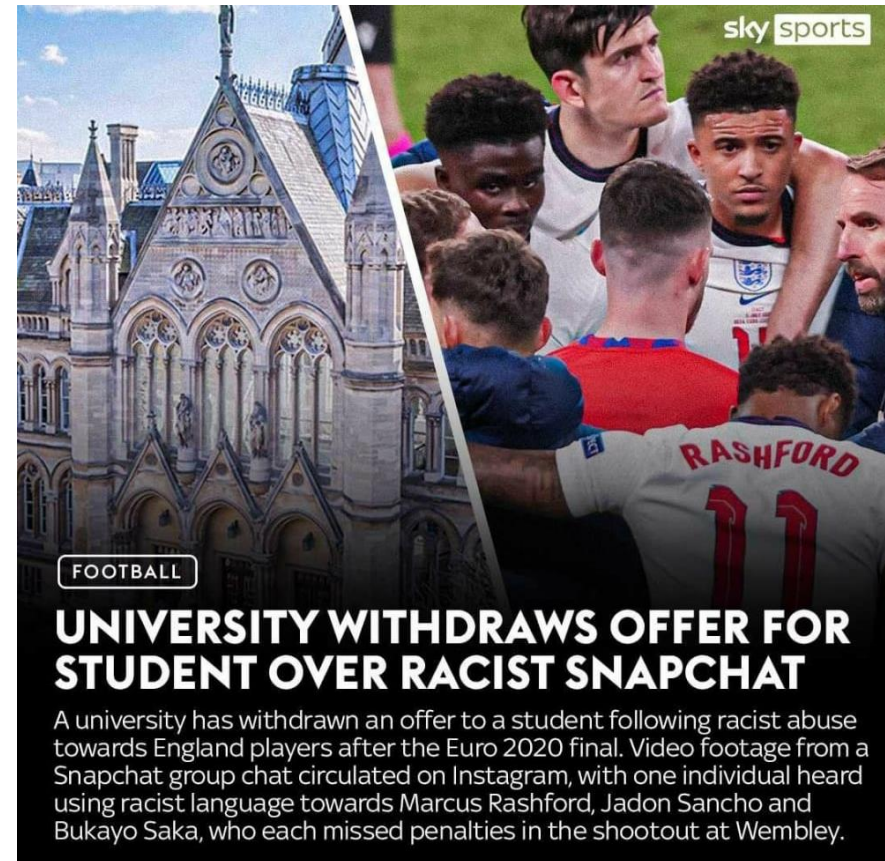 sky sports
RASHFORD
11
FOOTBALL
UNIVERSITY WITHDRAWS OFFER FOR
STUDENT OVER RACIST SNAPCHAT
A university has withdrawn an offer to a student following racist abuse
towards England players after the Euro 2020 final. Video footage from a
Snapchat group chat circulated on Instagram, with one individual heard
using racist language towards Marcus Rashford, Jadon Sancho and
Bukayo Saka, who each missed penalties in the shootout at Wembley.